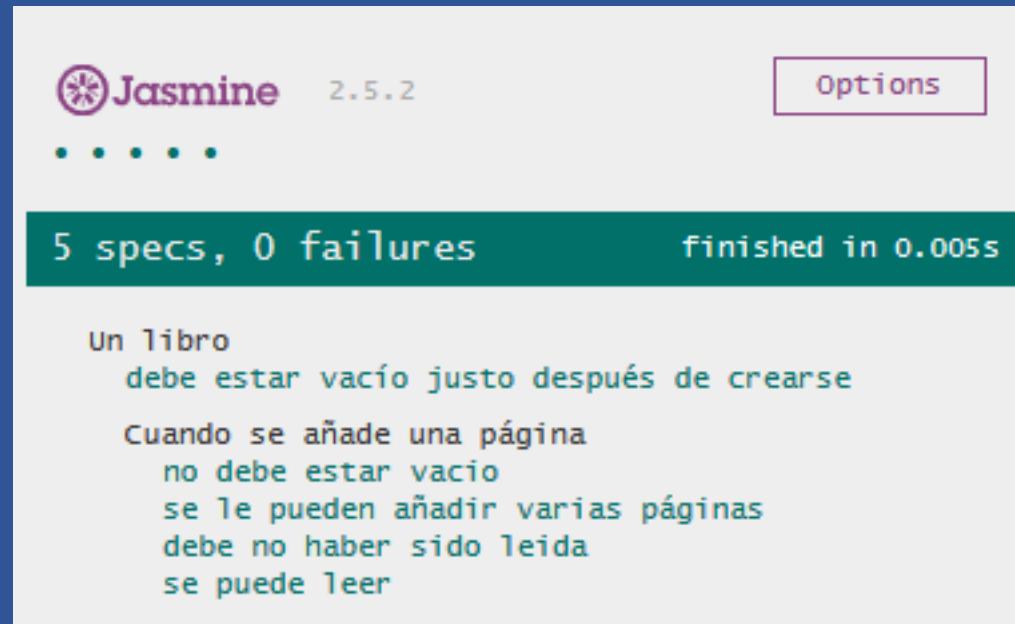 Jasmine 2.5.2 Options
5 specs, 0 failures finished in 0.005s
Un libro
debe estar vacío justo después de crearse
Cuando se añade una página
no debe estar vacio
se le pueden añadir varias páginas
debe no haber sido leida
se puede leer